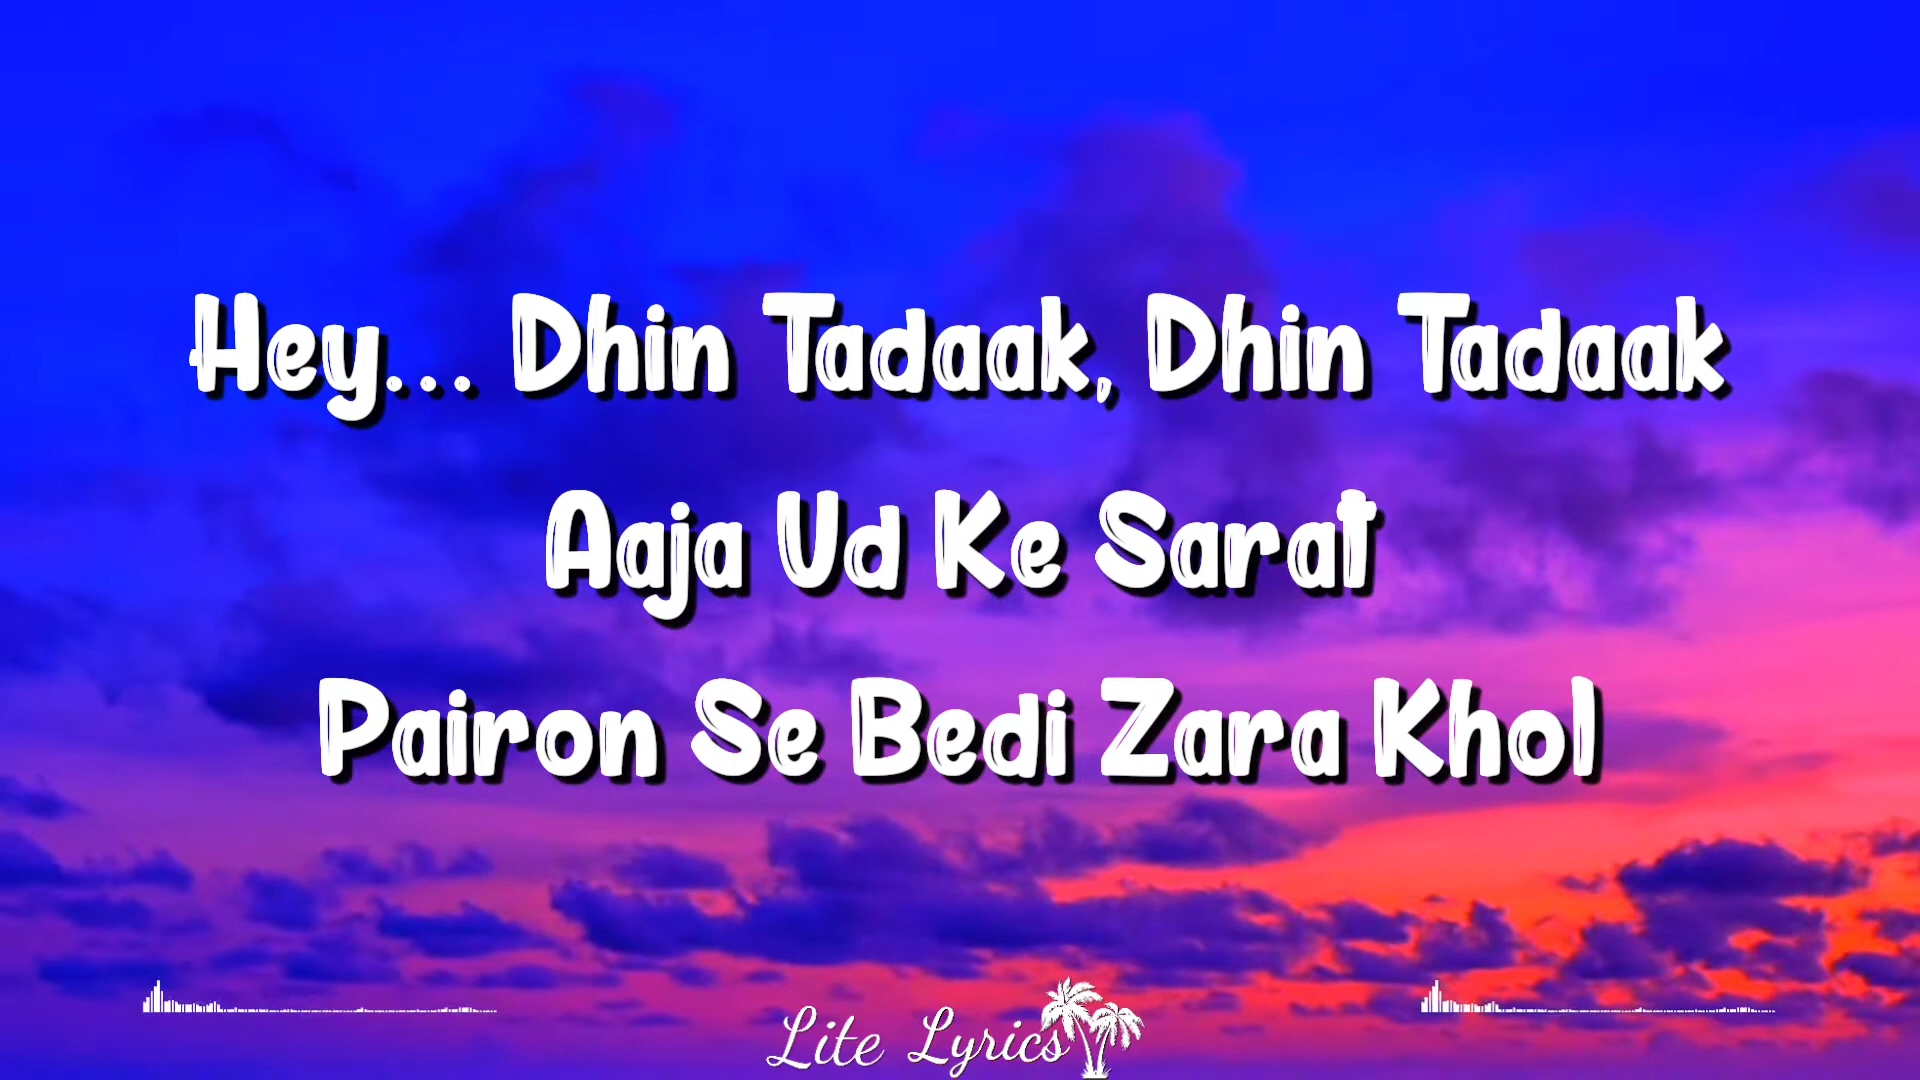 Hey... Dhin Tadaak, Dhin Tadaak
Aaja Ud Ke Sarat
Pairon Se Bedi Zara Khol
Lite Lyrics